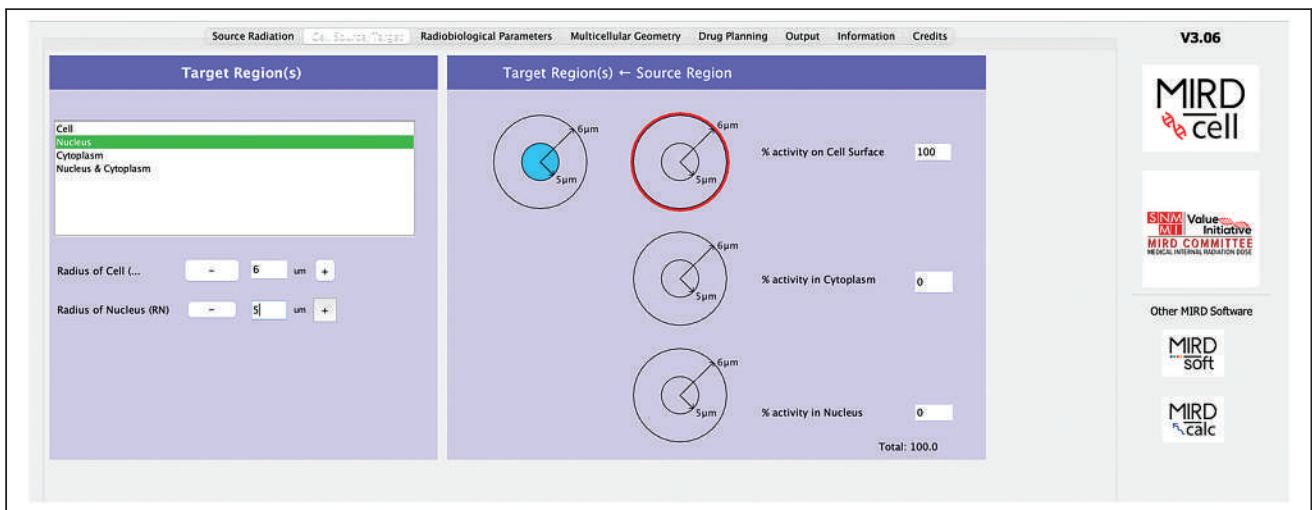 Source Radiation Cell Source/Target Radiobiological Parameters Multicellular Geometry Drug Planning Output Information Credits
V3.06
Target Region(s)
Target Region(s) ← Source Region
Cell
Nucleus
Cytoplasm
Nucleus & Cytoplasm
Radius of Cell (... - 6 um +
Radius of Nucleus (RN) - 5 um +
6μm
5μm
6μm
5μm
% activity on Cell Surface 100
6μm
5μm
% activity in Cytoplasm 0
6μm
5μm
% activity in Nucleus 0
Total: 100.0
MIRD
cell
SNM Value
MI Initiative
MIRD COMMITTEE
MEDICAL INTERNAL RADIATION DOSE
Other MIRD Software
MIRD
soft
MIRD
calc